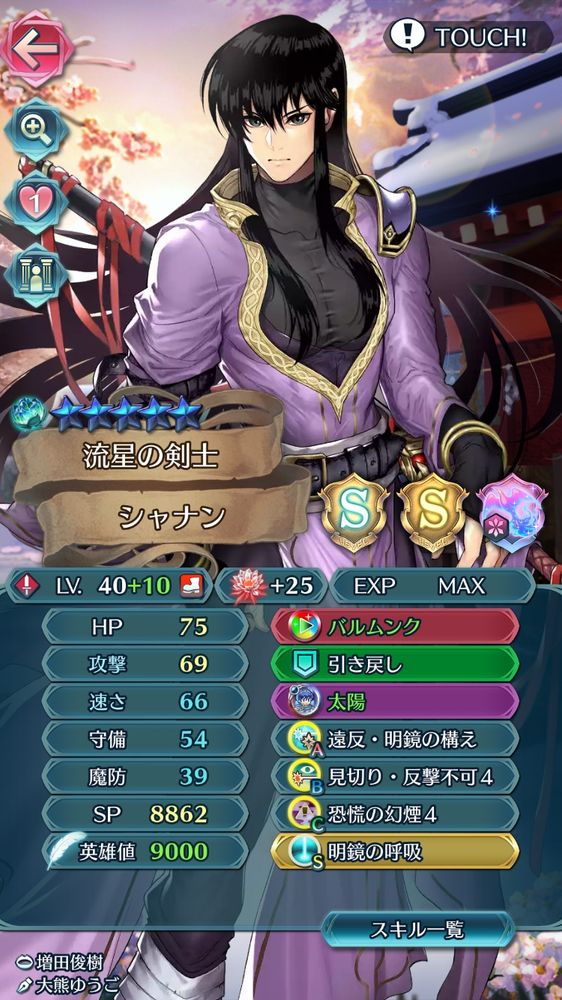 TOUCH!
1
流星の剣士
シャナン
S
S
LV. 40+10
+25
EXP MAX
HP 75
バルムンク
攻撃 69
引き戻し
速さ 66
太陽
守備 54
遠反・明鏡の構え
A
魔防 39
見切り・反撃不可4
B
SP 8862
恐慌の幻煙4
C
英雄値 9000
明鏡の呼吸
S
スキル一覧
増田俊樹
大熊ゆうご